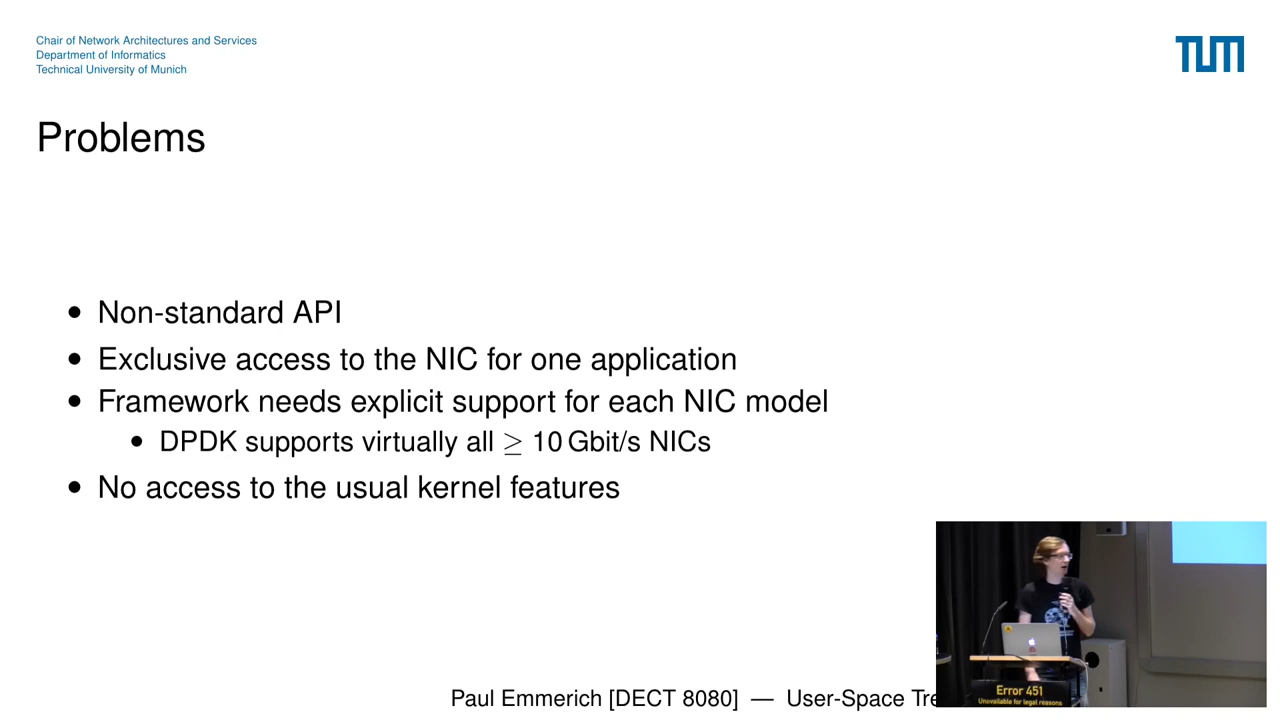 Chair of Network Architectures and Services
Department of Informatics
Technical University of Munich
TUM
Problems
• Non-standard API
• Exclusive access to the NIC for one application
• Framework needs explicit support for each NIC model
• DPDK supports virtually all ≥ 10 Gbit/s NICs
• No access to the usual kernel features
Paul Emmerich [DECT 8080] — User-Space Tre
Error 451
Unavailable for legal reasons